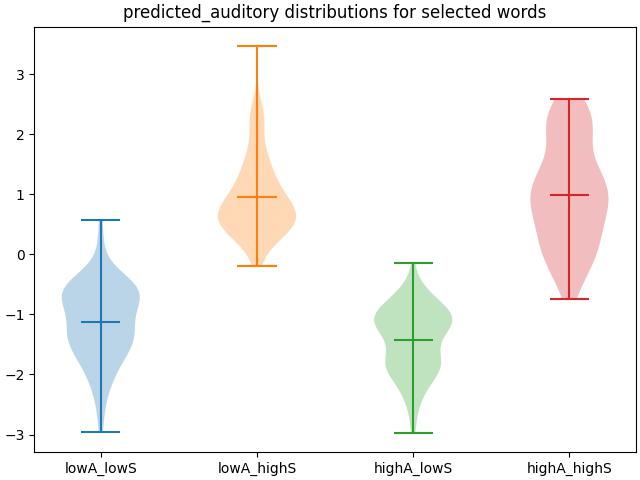 predicted_auditory distributions for selected words
3
2
1
0
−1
−2
−3
lowA_lowS
lowA_highS
highA_lowS
highA_highS